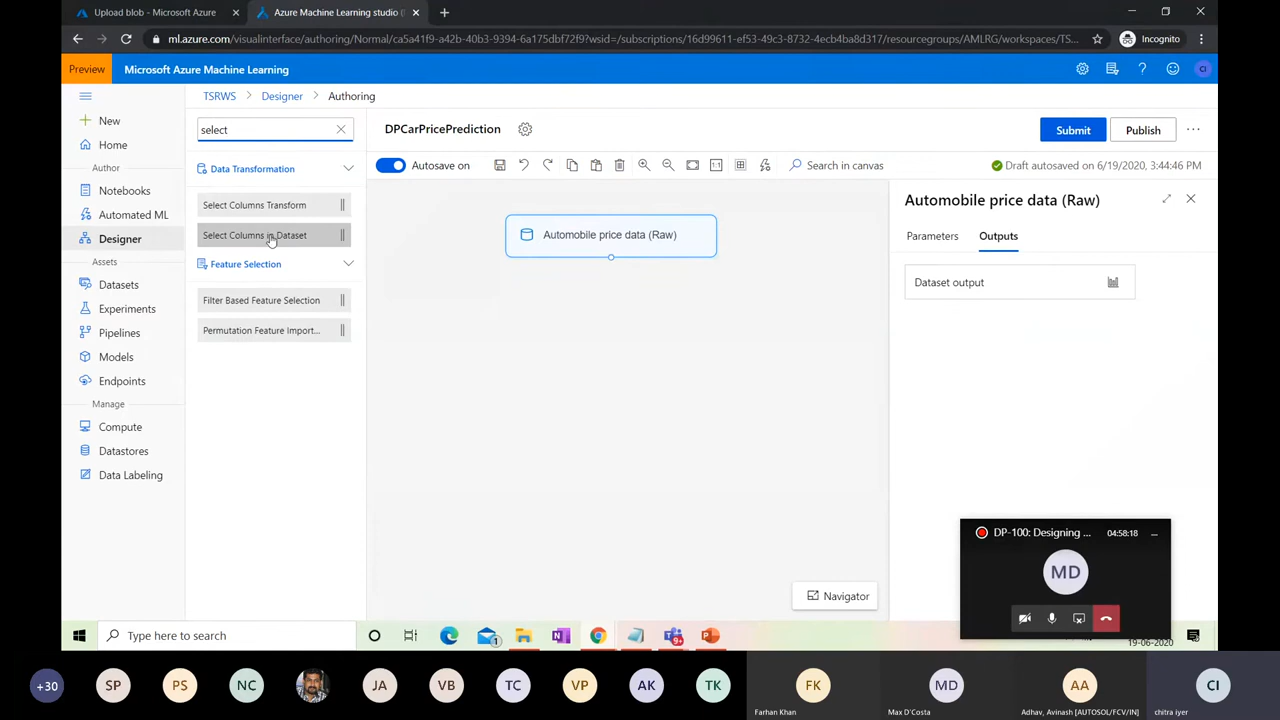 Upload blob - Microsoft Azure
Azure Machine Learning studio (
ml.azure.com/visualinterface/authoring/Normal/ca5a41f9-a42b-40b3-9394-6a175dbf72f9?wsid=/subscriptions/16d99611-ef53-49c3-8732-4ecb4ba8d317/resourcegroups/AMLRG/workspaces/TS...
Incognito
Preview
Microsoft Azure Machine Learning
CI
New
Home
Author
Notebooks
Automated ML
Designer
Assets
Datasets
Experiments
Pipelines
Models
Endpoints
Manage
Compute
Datastores
Data Labeling
TSRWS > Designer > Authoring
select
Data Transformation
Select Columns Transform
Select Columns in Dataset
Feature Selection
Filter Based Feature Selection
Permutation Feature Import...
DPCarPricePrediction
Submit
Publish
Autosave on
1:1
Search in canvas
Draft autosaved on 6/19/2020, 3:44:46 PM
Automobile price data (Raw)
Navigator
Automobile price data (Raw)
Parameters
Outputs
Dataset output
DP-100: Designing ...
04:58:18
MD
Type here to search
1
9+
19-06-2020
+30
SP
PS
NC
JA
VB
TC
VP
AK
TK
FK
Farhan Khan
MD
Max D'Costa
AA
Adhav, Avinash [AUTOSOL/FCV/IN]
CI
chitra iyer